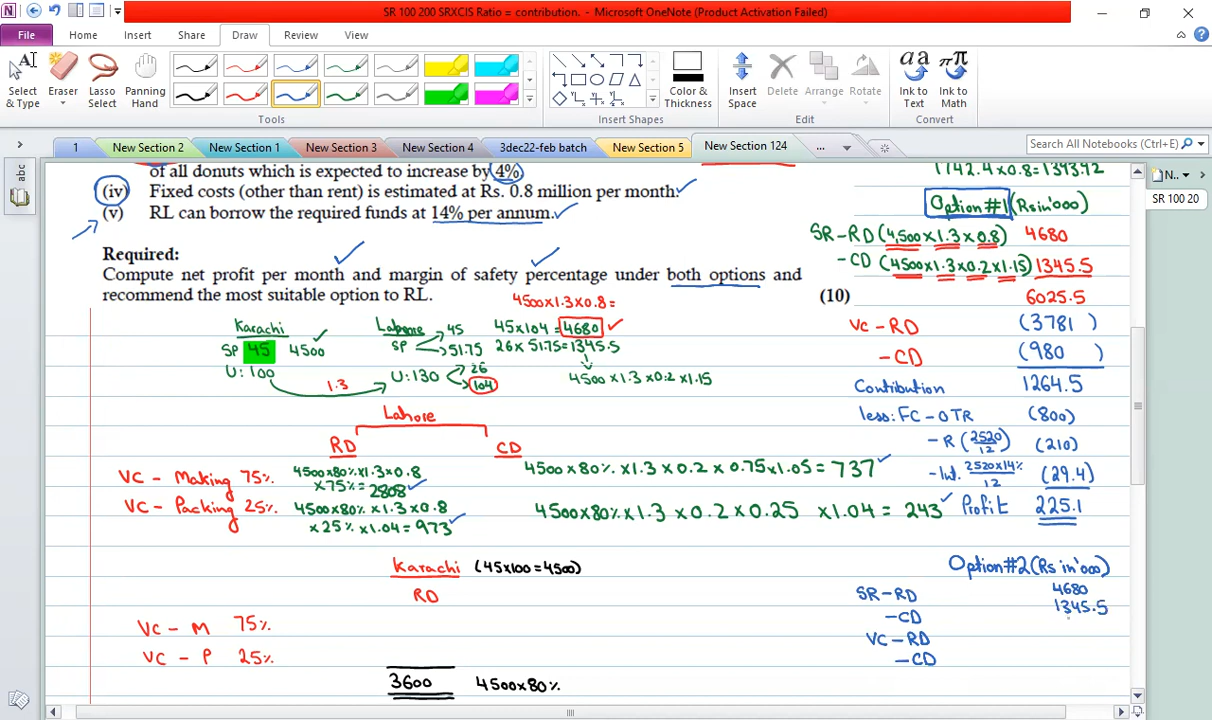 SR 100 200 SRXCIS Ratio = contribution. - Microsoft OneNote (Product Activation Failed)
File Home Insert Share Draw Review View
Select & Type
Eraser
Lasso Select
Panning Hand
Color & Thickness
Insert Space
Delete
Arrange
Rotate
Ink to Text
Ink to Math
Tools
Insert Shapes
Edit
Convert
1 New Section 2 New Section 1 New Section 3 New Section 4 3dec22-feb batch New Section 5 New Section 124 ... Search All Notebooks (Ctrl+E)
abc
N..
SR 100 20
of all donuts which is expected to increase by 4%
(iv) Fixed costs (other than rent) is estimated at Rs. 0.8 million per month.
(v) RL can borrow the required funds at 14% per annum.
Required:
Compute net profit per month and margin of safety percentage under both options and
recommend the most suitable option to RL.
(10)
1742.4 x 0.8 = 1393.92
Option #1 (Rs in '000)
SR - RD (4,500 x 1.3 x 0.8) 4680
- CD (4500 x 1.3 x 0.2 x 1.15) 1345.5
6025.5
VC - RD (3781)
- CD (980)
Contribution 1264.5
less: FC - OTR (800)
- R (2520/12) (210)
- Int. 2520 x 14%/12 (29.4)
Profit 225.1
4500 x 1.3 x 0.8 =
Karachi
SP 45 4500
U: 100
1.3
Lahore
SP 45
51.75
U: 130 26
104
45 x 104 = 4680
26 x 51.75 = 1345.5
4500 x 1.3 x 0.2 x 1.15
Lahore
RD CD
VC - Making 75%
4500 x 80% x 1.3 x 0.8
x 75% = 2808
4500 x 80% x 1.3 x 0.2 x 0.75 x 1.05 = 737
VC - Packing 25%
4500 x 80% x 1.3 x 0.8
x 25% x 1.04 = 973
4500 x 80% x 1.3 x 0.2 x 0.25 x 1.04 = 243
Karachi (45 x 100 = 4500)
RD
VC - M 75%
VC - P 25%
3600 4500 x 80%
Option #2 (Rs in '000)
SR - RD 4680
- CD 1345.5
VC - RD
- CD